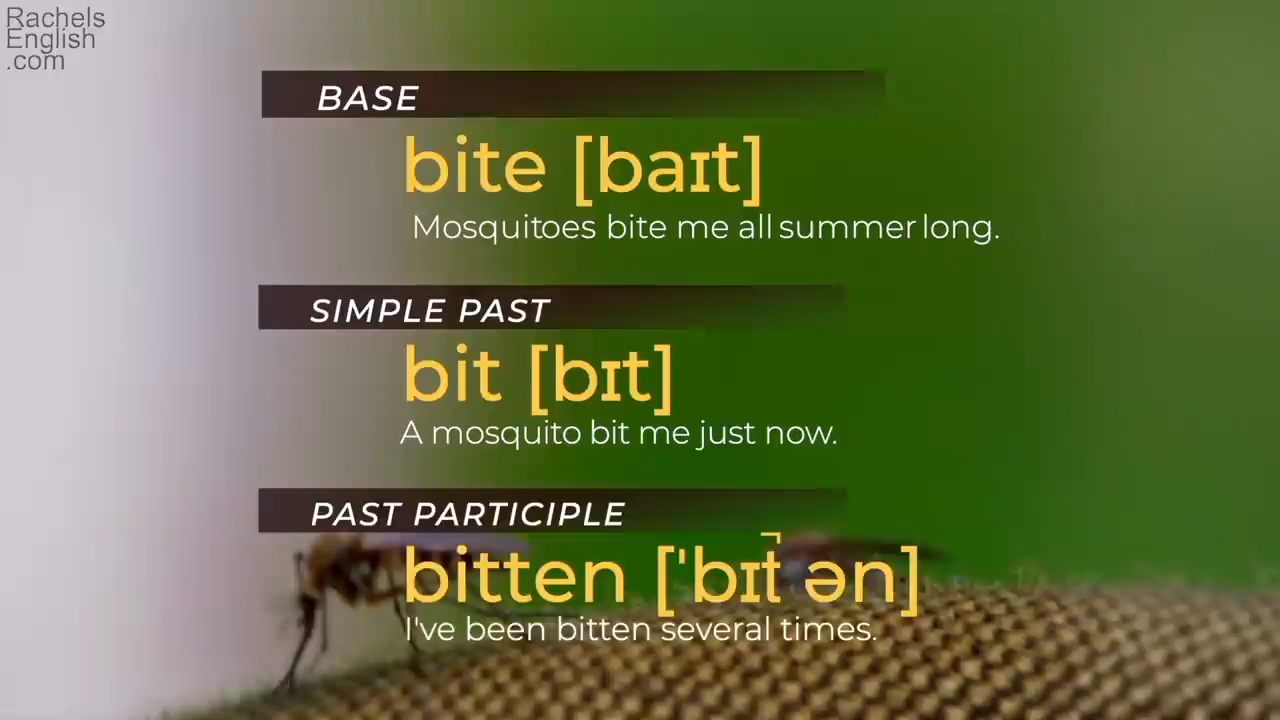 Rachels
English
.com
BASE
bite [baɪt]
Mosquitoes bite me all summer long.
SIMPLE PAST
bit [bɪt]
A mosquito bit me just now.
PAST PARTICIPLE
bitten [ˈbɪt̚ ən]
I've been bitten several times.